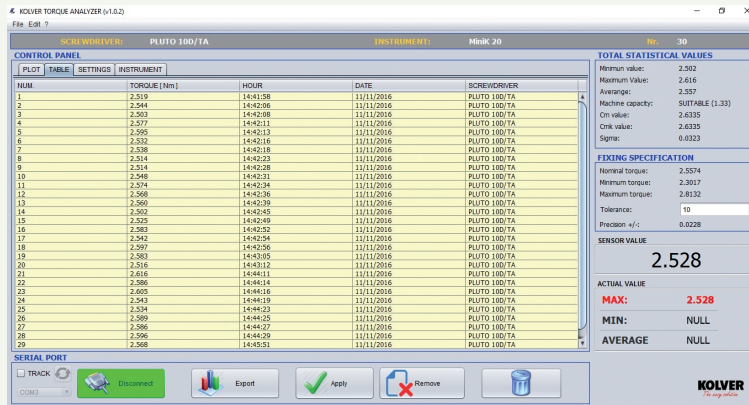 KOLVER TORQUE ANALYZER (v1.0.2)
File Edit ?
SCREWDRIVER: PLUTO 10D/TA INSTRUMENT: MiniK 20 Nr. 30
CONTROL PANEL
PLOT TABLE SETTINGS INSTRUMENT
NUM. TORQUE [ Nm ] HOUR DATE SCREWDRIVER
1 2.519 14:41:58 11/11/2016 PLUTO 10D/TA
2 2.544 14:42:06 11/11/2016 PLUTO 10D/TA
3 2.503 14:42:08 11/11/2016 PLUTO 10D/TA
4 2.577 14:42:11 11/11/2016 PLUTO 10D/TA
5 2.595 14:42:13 11/11/2016 PLUTO 10D/TA
6 2.532 14:42:16 11/11/2016 PLUTO 10D/TA
7 2.538 14:42:18 11/11/2016 PLUTO 10D/TA
8 2.514 14:42:23 11/11/2016 PLUTO 10D/TA
9 2.514 14:42:28 11/11/2016 PLUTO 10D/TA
10 2.548 14:42:31 11/11/2016 PLUTO 10D/TA
11 2.574 14:42:34 11/11/2016 PLUTO 10D/TA
12 2.568 14:42:36 11/11/2016 PLUTO 10D/TA
13 2.560 14:42:39 11/11/2016 PLUTO 10D/TA
14 2.502 14:42:45 11/11/2016 PLUTO 10D/TA
15 2.525 14:42:49 11/11/2016 PLUTO 10D/TA
16 2.583 14:42:52 11/11/2016 PLUTO 10D/TA
17 2.542 14:42:54 11/11/2016 PLUTO 10D/TA
18 2.597 14:42:56 11/11/2016 PLUTO 10D/TA
19 2.583 14:43:05 11/11/2016 PLUTO 10D/TA
20 2.516 14:43:12 11/11/2016 PLUTO 10D/TA
21 2.616 14:44:11 11/11/2016 PLUTO 10D/TA
22 2.586 14:44:14 11/11/2016 PLUTO 10D/TA
23 2.605 14:44:16 11/11/2016 PLUTO 10D/TA
24 2.543 14:44:19 11/11/2016 PLUTO 10D/TA
25 2.534 14:44:23 11/11/2016 PLUTO 10D/TA
26 2.589 14:44:25 11/11/2016 PLUTO 10D/TA
27 2.586 14:44:27 11/11/2016 PLUTO 10D/TA
28 2.596 14:44:29 11/11/2016 PLUTO 10D/TA
29 2.568 14:45:51 11/11/2016 PLUTO 10D/TA
SERIAL PORT
TRACK
COM3
Disconnect
Export
Apply
Remove
TOTAL STATISTICAL VALUES
Minimun value: 2.502
Maximum Value: 2.616
Averange: 2.557
Machine capacity: SUITABLE (1.33)
Cm value: 2.6335
Cmk value: 2.6335
Sigma: 0.0323
FIXING SPECIFICATION
Nominal torque: 2.5574
Minimum torque: 2.3017
Maximum torque: 2.8132
Tolerance: 10
Precision +/-: 0.0228
SENSOR VALUE
2.528
ACTUAL VALUE
MAX: 2.528
MIN: NULL
AVERAGE NULL
KOLVER
The easy solution